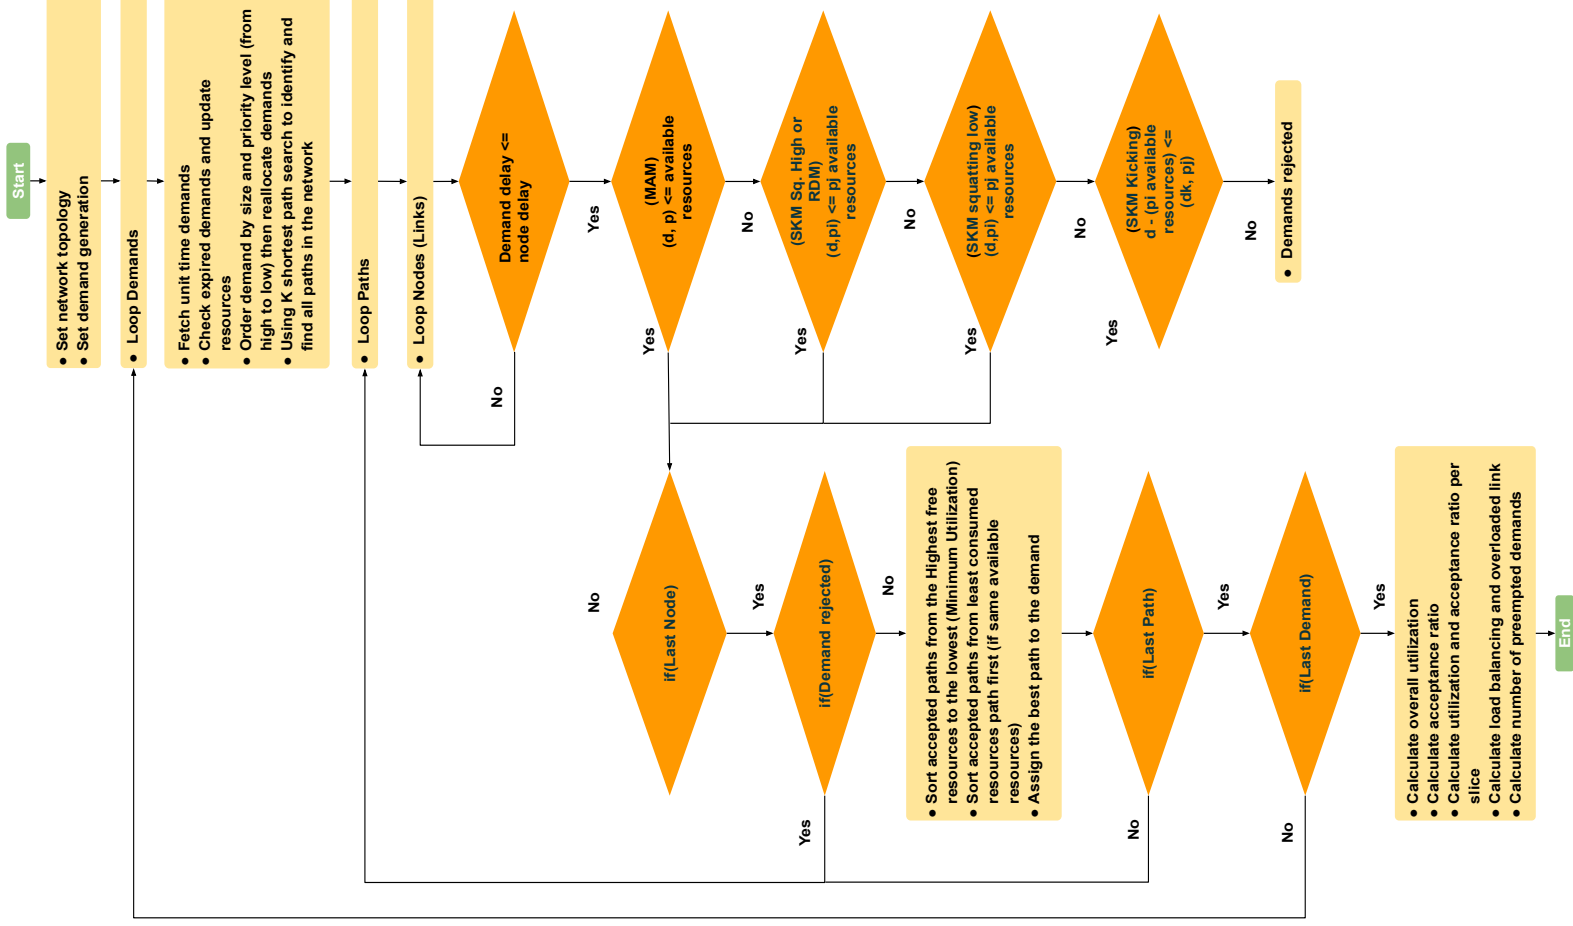 Start
● Set network topology
● Set demand generation
● Loop Demands
● Fetch unit time demands
● Check expired demands and update
resources
● Order demand by size and priority level (from
high to low) then reallocate demands
● Using K shortest path search to identify and
find all paths in the network
● Loop Paths
● Loop Nodes (Links)
Demand delay <=
node delay
No
Yes
(MAM)
(d, p) <= available
resources
Yes
No
(SKM Sq. High or
RDM)
(d,pi) <= pj available
resources
Yes
No
(SKM squating low)
(d,pi) <= pj available
resources
Yes
No
(SKM Kicking)
d - (pi available
resources) <=
(dk, pj)
Yes
No
● Demands rejected
No
if(Last Node)
Yes
if(Demand rejected)
Yes
No
● Sort accepted paths from the Highest free
resources to the lowest (Minimum Utilization)
● Sort accepted paths from least consumed
resources path first (if same available
resources)
● Assign the best path to the demand
if(Last Path)
No
Yes
if(Last Demand)
No
Yes
● Calculate overall utilization
● Calculate acceptance ratio
● Calculate utilization and acceptance ratio per
slice
● Calculate load balancing and overloaded link
● Calculate number of preempted demands
End